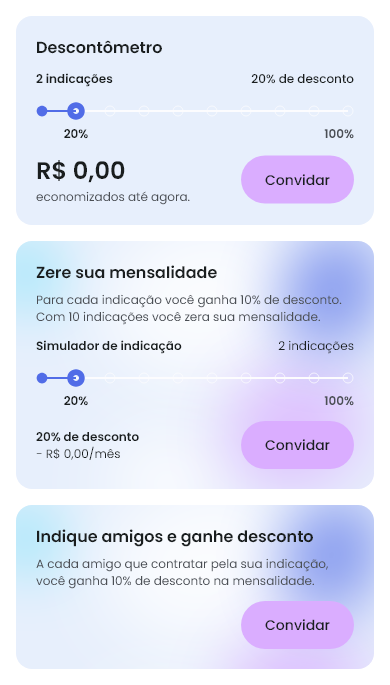 Descontômetro
2 indicações 20% de desconto
20% 100%
R$ 0,00
economizados até agora.
Convidar
Zere sua mensalidade
Para cada indicação você ganha 10% de desconto.
Com 10 indicações você zera sua mensalidade.
Simulador de indicação 2 indicações
20% 100%
20% de desconto
- R$ 0,00/mês
Convidar
Indique amigos e ganhe desconto
A cada amigo que contratar pela sua indicação,
você ganha 10% de desconto na mensalidade.
Convidar